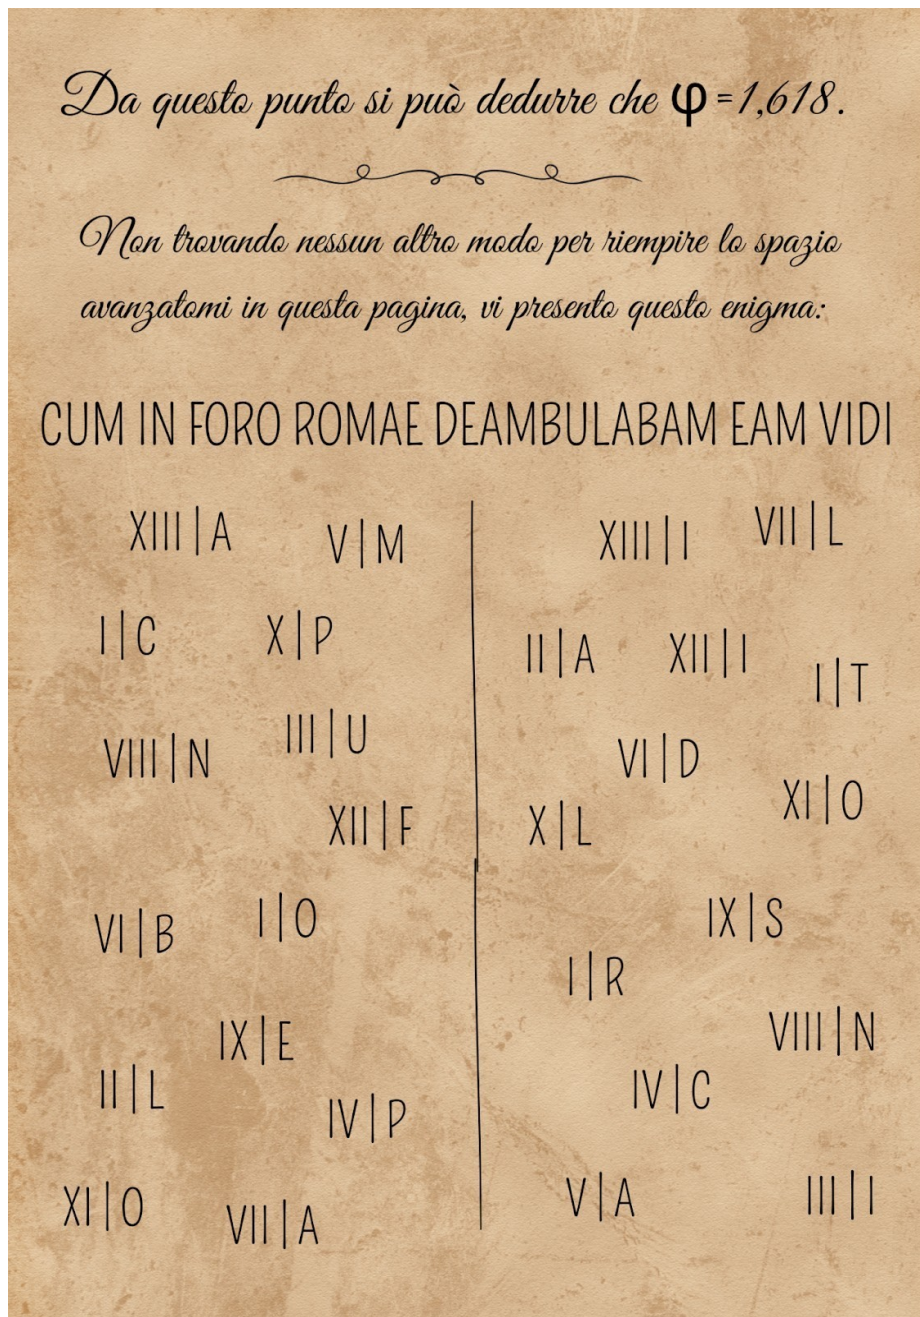 Da questo punto si può dedurre che φ =1,618.
Non trovando nessun altro modo per riempire lo spazio
avanzatomi in questa pagina, vi presento questo enigma:
CUM IN FORO ROMAE DEAMBULABAM EAM VIDI
XIII|A
V|M
I|C
X|P
VIII|N
III|U
XII|F
VI|B
I|O
IX|E
II|L
IV|P
XI|O
VII|A
XIII|I
VII|L
II|A
XII|I
I|T
VI|D
XI|O
X|L
IX|S
I|R
VIII|N
IV|C
V|A
III|I